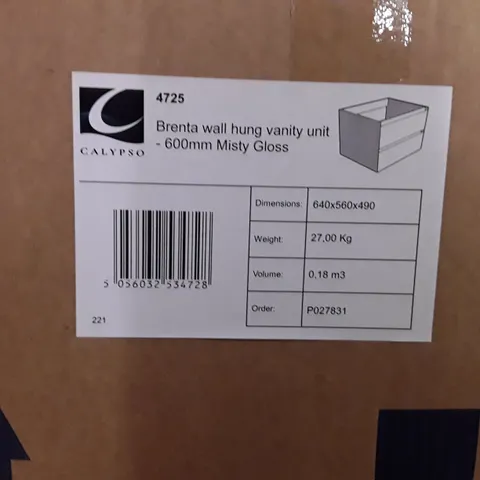 4725
Brenta wall hung vanity unit
- 600mm Misty Gloss
CALYPSO
Dimensions: 640x560x490
Weight: 27,00 Kg
Volume: 0,18 m3
Order: P027831
5 056032 534728
221